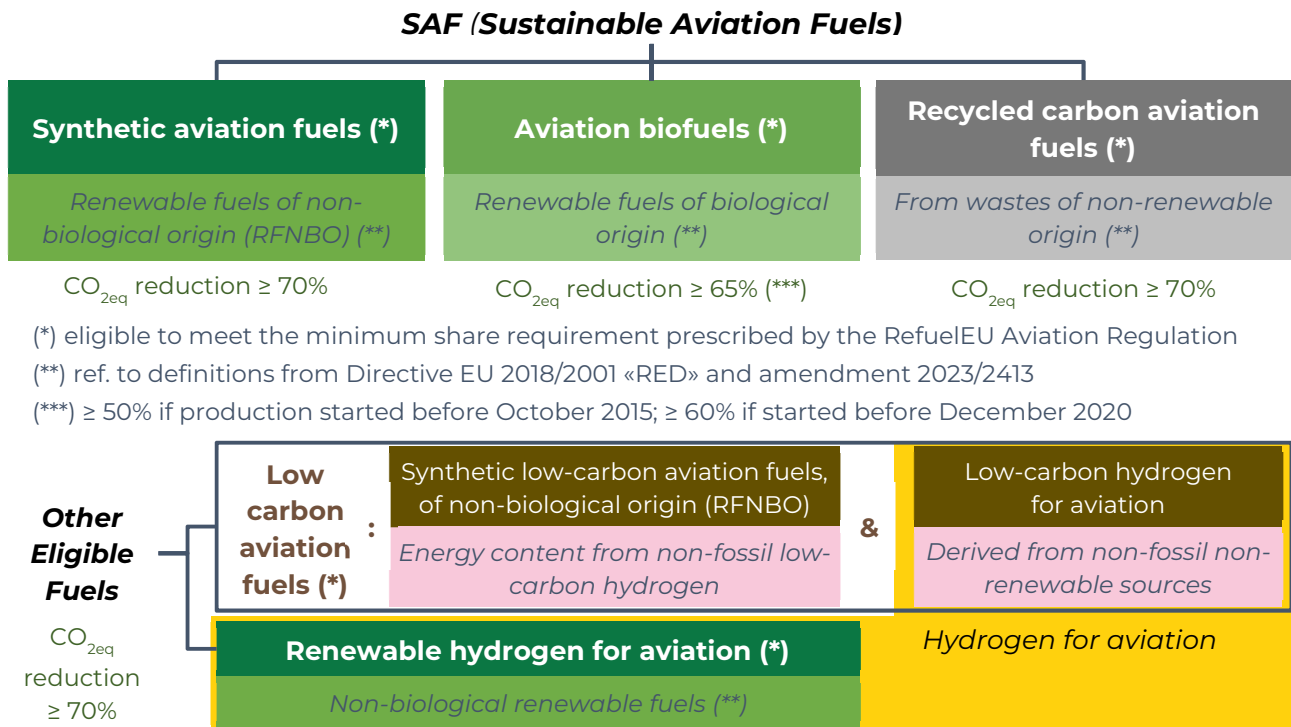 SAF (Sustainable Aviation Fuels)
Synthetic aviation fuels (*)
Renewable fuels of non-
biological origin (RFNBO) (**)
CO2eq reduction ≥ 70%
Aviation biofuels (*)
Renewable fuels of biological
origin (**)
CO2eq reduction ≥ 65% (***)
Recycled carbon aviation
fuels (*)
From wastes of non-renewable
origin (**)
CO2eq reduction ≥ 70%
(*) eligible to meet the minimum share requirement prescribed by the RefuelEU Aviation Regulation
(**) ref. to definitions from Directive EU 2018/2001 «RED» and amendment 2023/2413
(***) ≥ 50% if production started before October 2015; ≥ 60% if started before December 2020
Other
Eligible
Fuels
CO2eq
reduction
≥ 70%
Low
carbon
aviation
fuels (*)
:
Synthetic low-carbon aviation fuels,
of non-biological origin (RFNBO)
Energy content from non-fossil low-
carbon hydrogen
&
Low-carbon hydrogen
for aviation
Derived from non-fossil non-
renewable sources
Renewable hydrogen for aviation (*)
Non-biological renewable fuels (**)
Hydrogen for aviation